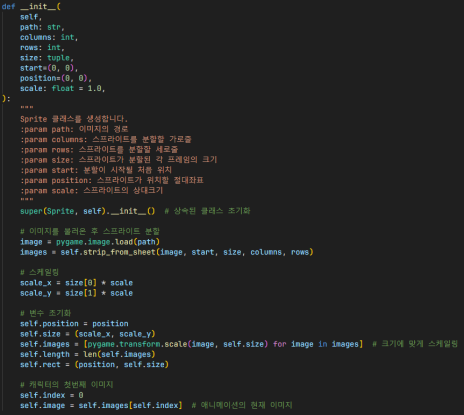 def __init__(
    self,
    path: str,
    columns: int,
    rows: int,
    size: tuple,
    start=(0, 0),
    position=(0, 0),
    scale: float = 1.0,
):
    """
    Sprite 클래스를 생성합니다.
    :param path: 이미지의 경로
    :param columns: 스프라이트를 분할할 가로줄
    :param rows: 스프라이트를 분할할 세로줄
    :param size: 스프라이트가 분할된 각 프레임의 크기
    :param start: 분할이 시작될 처음 위치
    :param position: 스프라이트가 위치할 절대좌표
    :param scale: 스프라이트의 상대크기
    """
    super(Sprite, self).__init__()  # 상속된 클래스 초기화

    # 이미지를 불러온 후 스프라이트 분할
    image = pygame.image.load(path)
    images = self.strip_from_sheet(image, start, size, columns, rows)

    # 스케일링
    scale_x = size[0] * scale
    scale_y = size[1] * scale

    # 변수 초기화
    self.position = position
    self.size = (scale_x, scale_y)
    self.images = [pygame.transform.scale(image, self.size) for image in images]  # 크기에 맞게 스케일링
    self.length = len(self.images)
    self.rect = (position, self.size)

    # 캐릭터의 첫번째 이미지
    self.index = 0
    self.image = self.images[self.index]  # 애니메이션의 현재 이미지